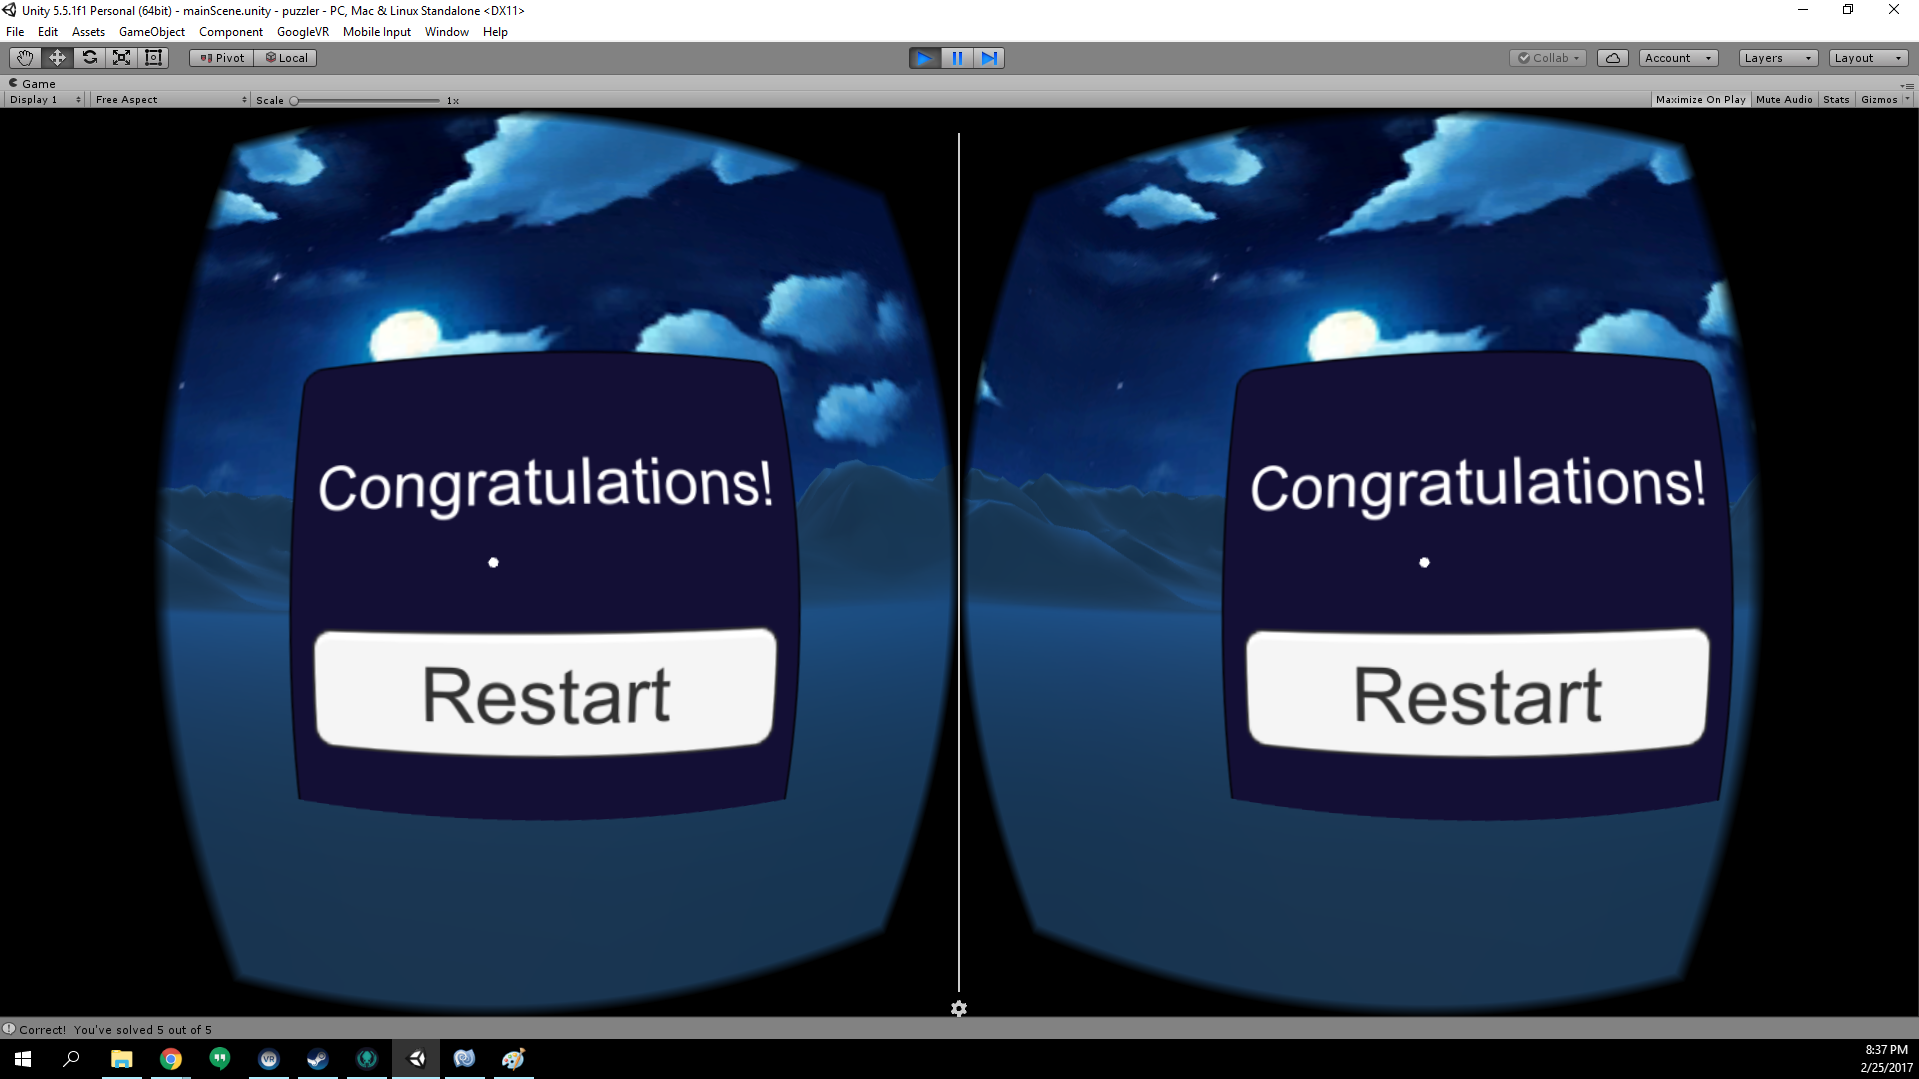 Unity 5.5.1f1 Personal (64bit) - mainScene.unity - puzzler - PC, Mac & Linux Standalone <DX11>
File Edit Assets GameObject Component GoogleVR Mobile Input Window Help
Pivot Local Collab Account Layers Layout
Game
Display 1 Free Aspect Scale 1x Maximize On Play Mute Audio Stats Gizmos
Congratulations! Congratulations!
Restart Restart
Correct! You've solved 5 out of 5
VR
8:37 PM
2/25/2017